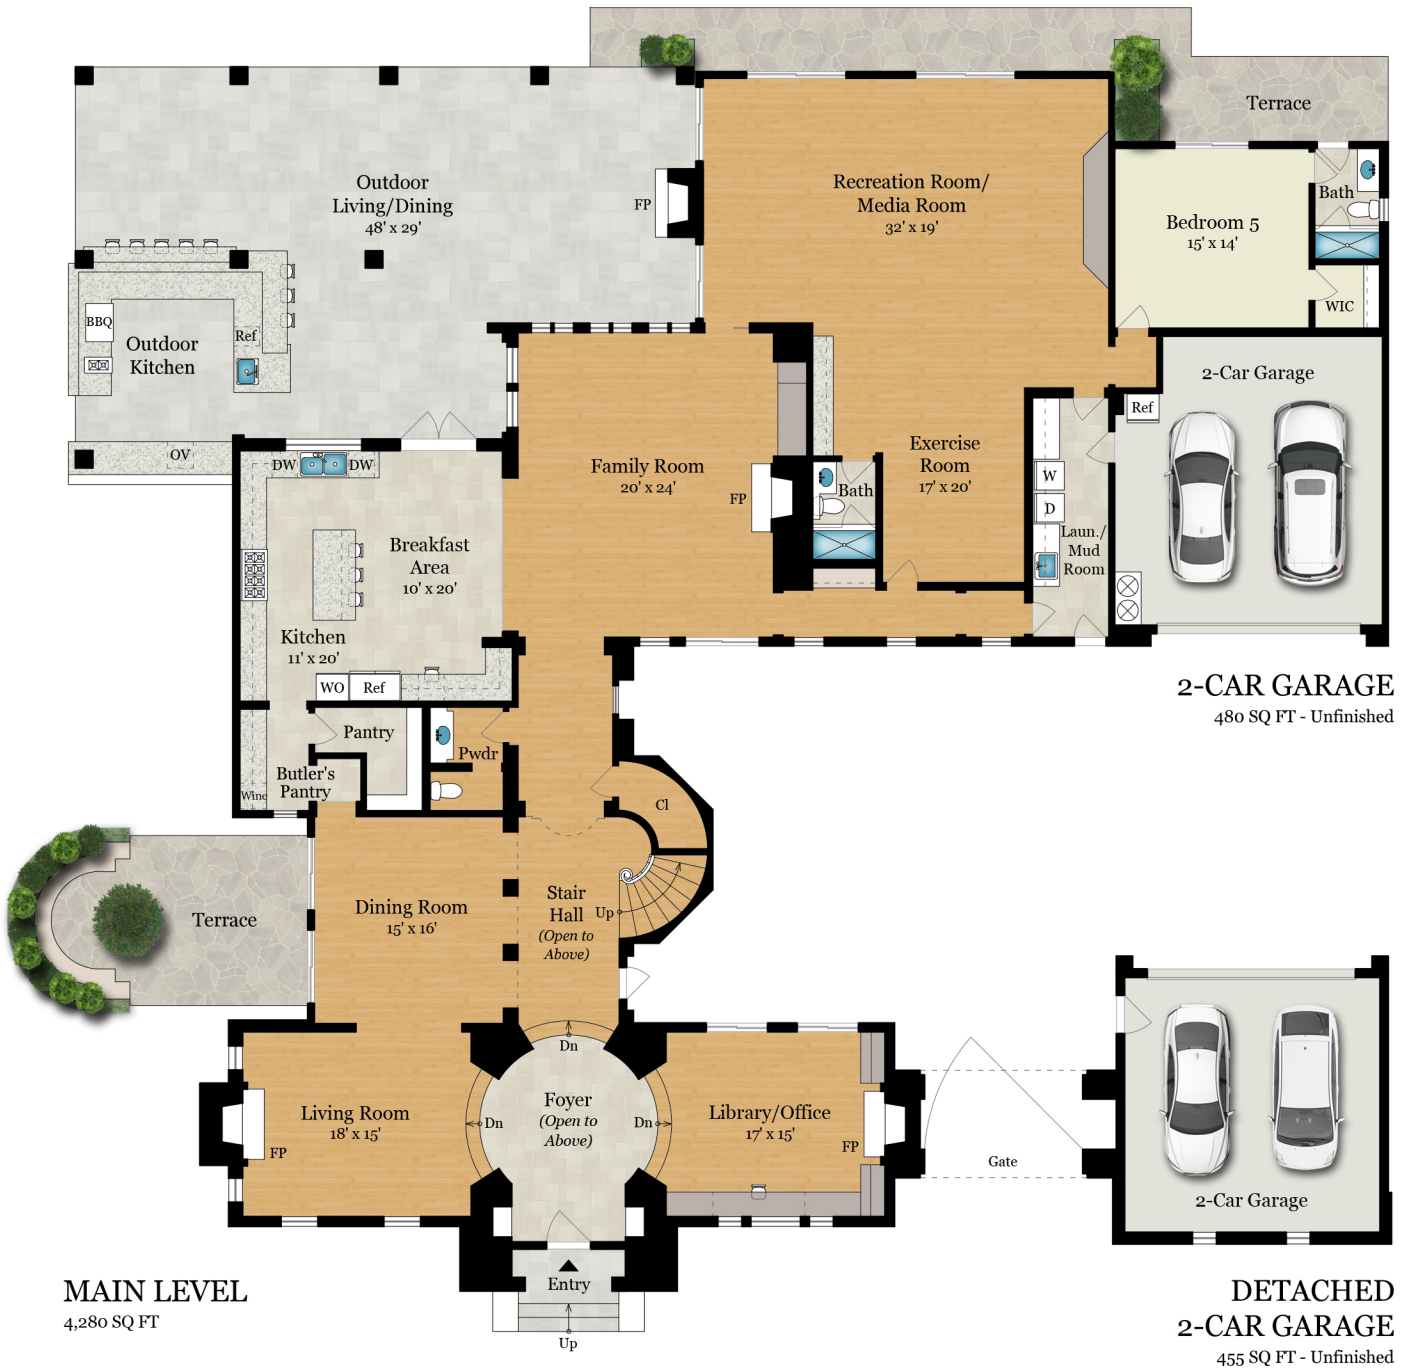 Terrace
Outdoor
Living/Dining
48' x 29'
FP
Recreation Room/
Media Room
32' x 19'
Bedroom 5
15' x 14'
Bath
WIC
BBQ
Ref
Outdoor
Kitchen
OV
2-Car Garage
Ref
DW
DW
Family Room
20' x 24'
FP
Bath
Exercise
Room
17' x 20'
W
D
Laun./
Mud
Room
Breakfast
Area
10' x 20'
Kitchen
11' x 20'
WO
Ref
2-CAR GARAGE
480 SQ FT - Unfinished
Pantry
Pwdr
Butler's
Pantry
Wine
Cl
Terrace
Dining Room
15' x 16'
Stair
Hall
(Open to
Above)
Up
Dn
Living Room
18' x 15'
FP
Dn
Foyer
(Open to
Above)
Dn
Library/Office
17' x 15'
FP
Gate
2-Car Garage
Entry
Up
MAIN LEVEL
4,280 SQ FT
DETACHED
2-CAR GARAGE
455 SQ FT - Unfinished